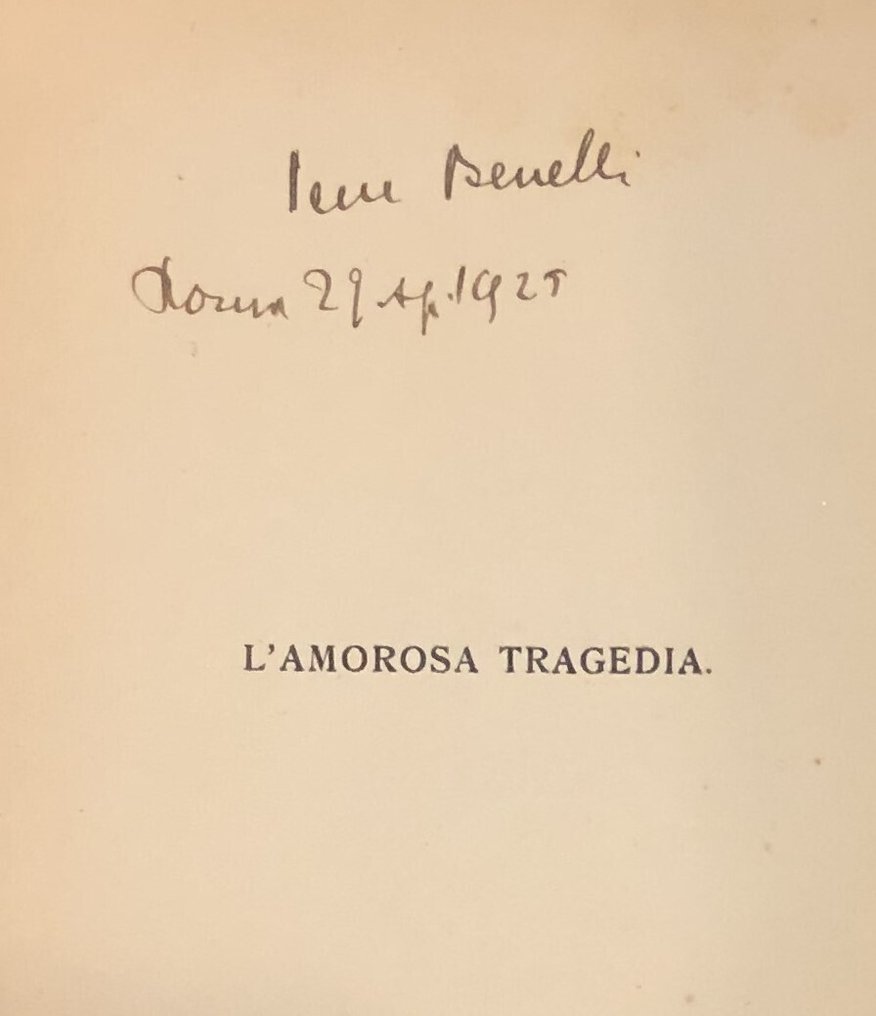 Sem Benelli
Roma 29 Ap. 1925
L'AMOROSA TRAGEDIA.